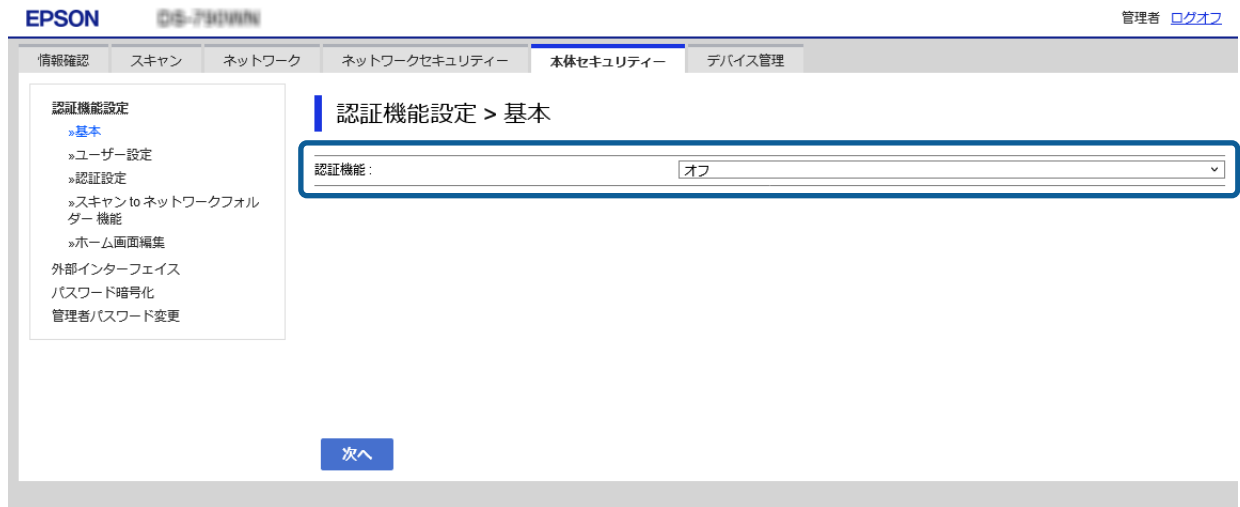 EPSON
管理者 ログオフ
情報確認 スキャン ネットワーク ネットワークセキュリティー 本体セキュリティー デバイス管理
認証機能設定
»基本
»ユーザー設定
»認証設定
»スキャン to ネットワークフォル
ダー 機能
»ホーム画面編集
外部インターフェイス
パスワード暗号化
管理者パスワード変更
認証機能設定 > 基本
認証機能 : オフ
次へ